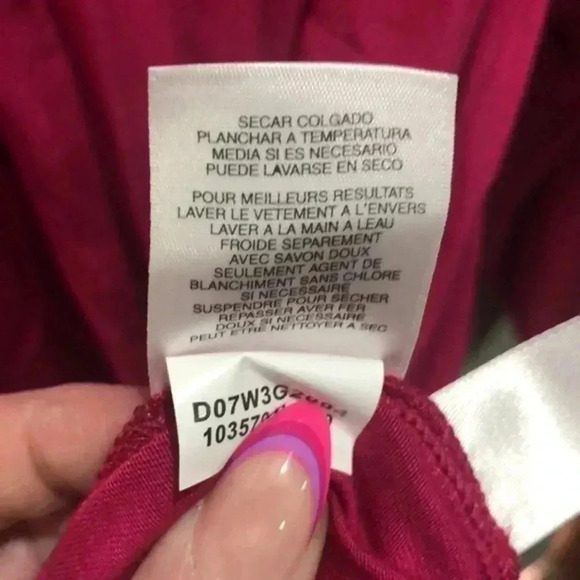 SECAR COLGADO
PLANCHAR A TEMPERATURA
MEDIA SI ES NECESARIO
PUEDE LAVARSE EN SECO
POUR MEILLEURS RESULTATS
LAVER LE VETEMENT A L'ENVERS
LAVER A LA MAIN A LEAU
FROIDE SEPAREMENT
AVEC SAVON DOUX
SEULEMENT AGENT DE
BLANCHIMENT SANS CHLORE
SI NECESSAIRE
SUSPENDRE POUR SECHER
REPASSER AVER FER
DOUX SI NECESSAIRE
PEUT ETRE NETTOYER A SEC